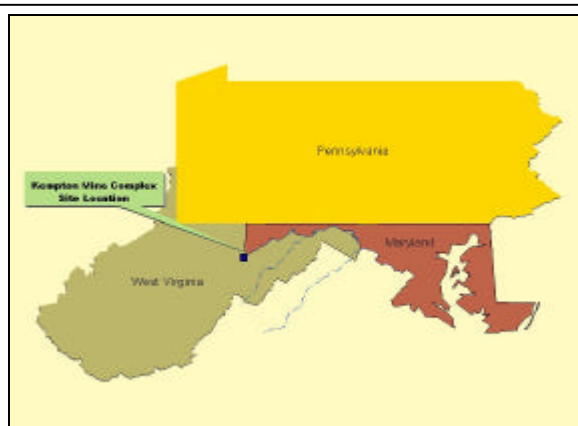 Pennsylvania
Kempton Mine Complex
Site Location
Maryland
West Virginia